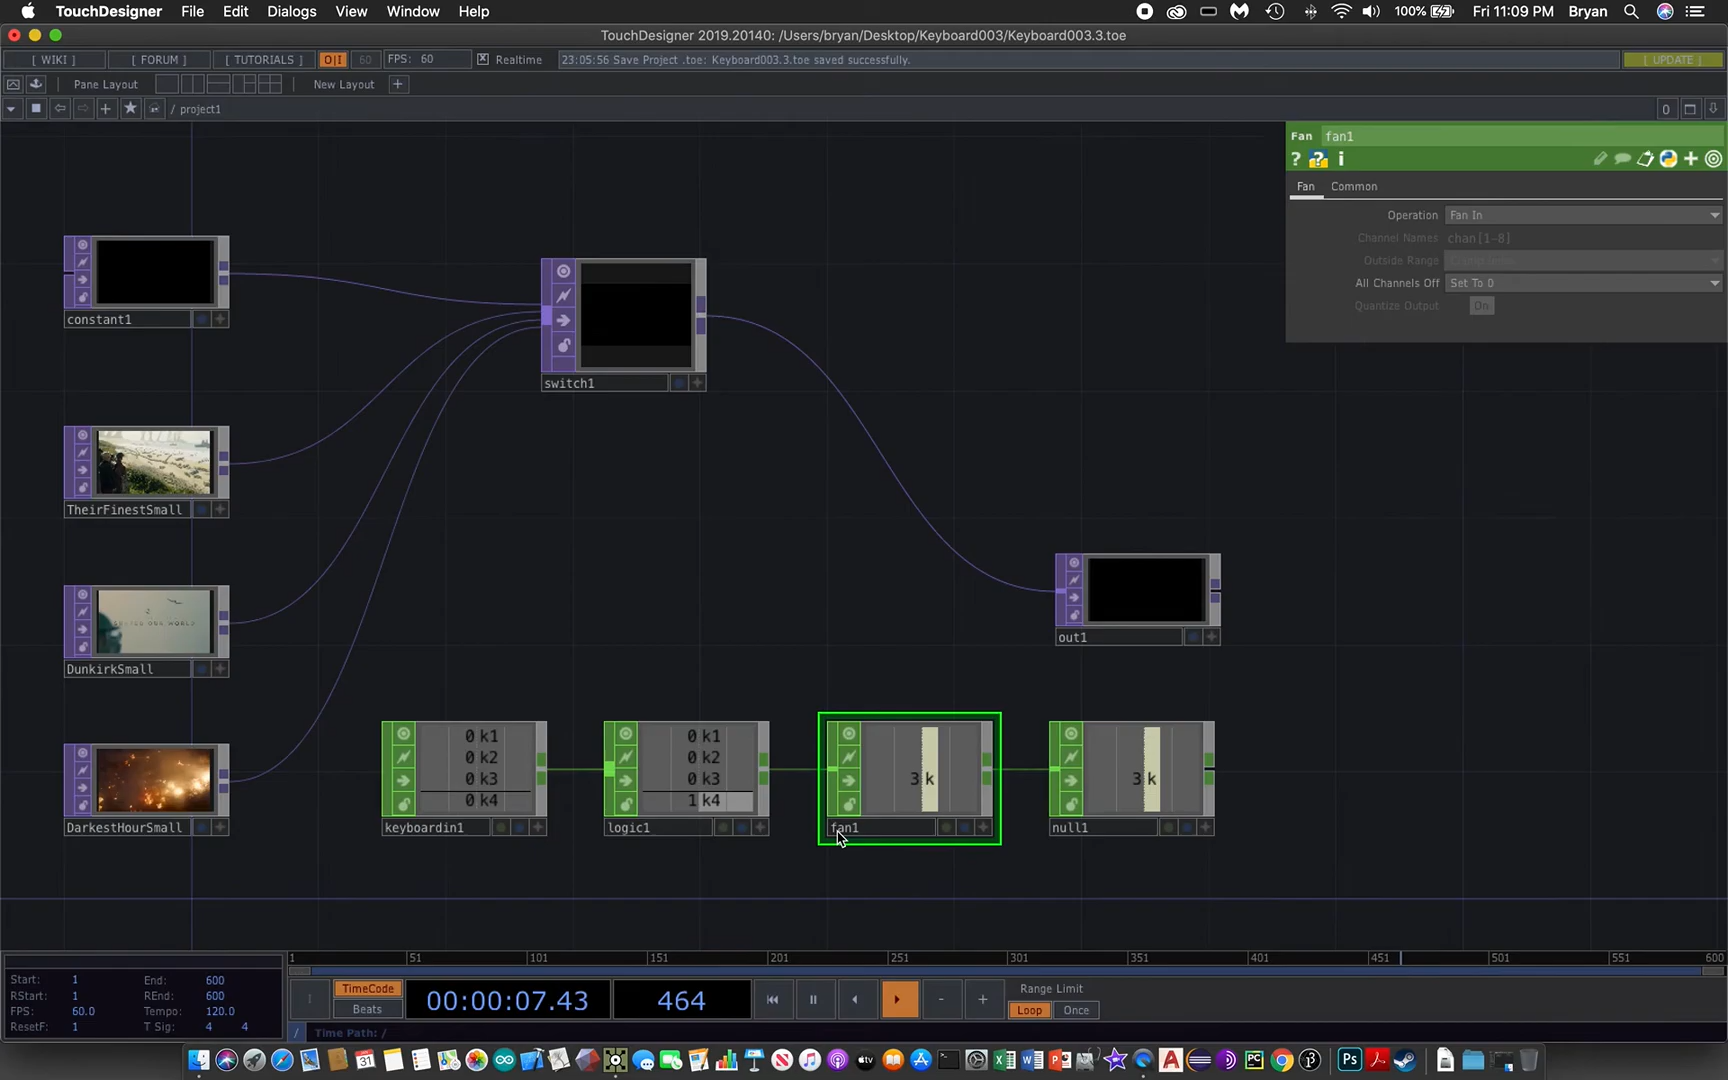 TouchDesigner File Edit Dialogs View Window Help 100% Fri 11:09 PM Bryan
TouchDesigner 2019.20140: /Users/bryan/Desktop/Keyboard003/Keyboard003.3.toe
[ WIKI ] [ FORUM ] [ TUTORIALS ] O|I 60 FPS: 60 Realtime 23:05:56 Save Project .toe: Keyboard003.3.toe saved successfully. [ UPDATE ]
Pane Layout New Layout +
/ project1 0
Fan fan1
? ? i
Fan Common
Operation Fan In
Channel Names chan[1-8]
Outside Range
All Channels Off Set To 0
Quantize Output On
constant1
switch1
TheirFinestSmall
out1
DunkirkSmall
0 k1
0 k2
0 k3
0 k4
0 k1
0 k2
0 k3
1 k4
3 k
3 k
DarkestHourSmall keyboardin1 logic1 fan1 null1
1 51 101 151 201 251 301 351 401 451 501 551 600
Start: 1 End: 600
RStart: 1 REnd: 600
FPS: 60.0 Tempo: 120.0
ResetF: 1 T Sig: 4 4
TimeCode
Beats
00:00:07.43 464
Range Limit
Loop Once
/ Time Path: /